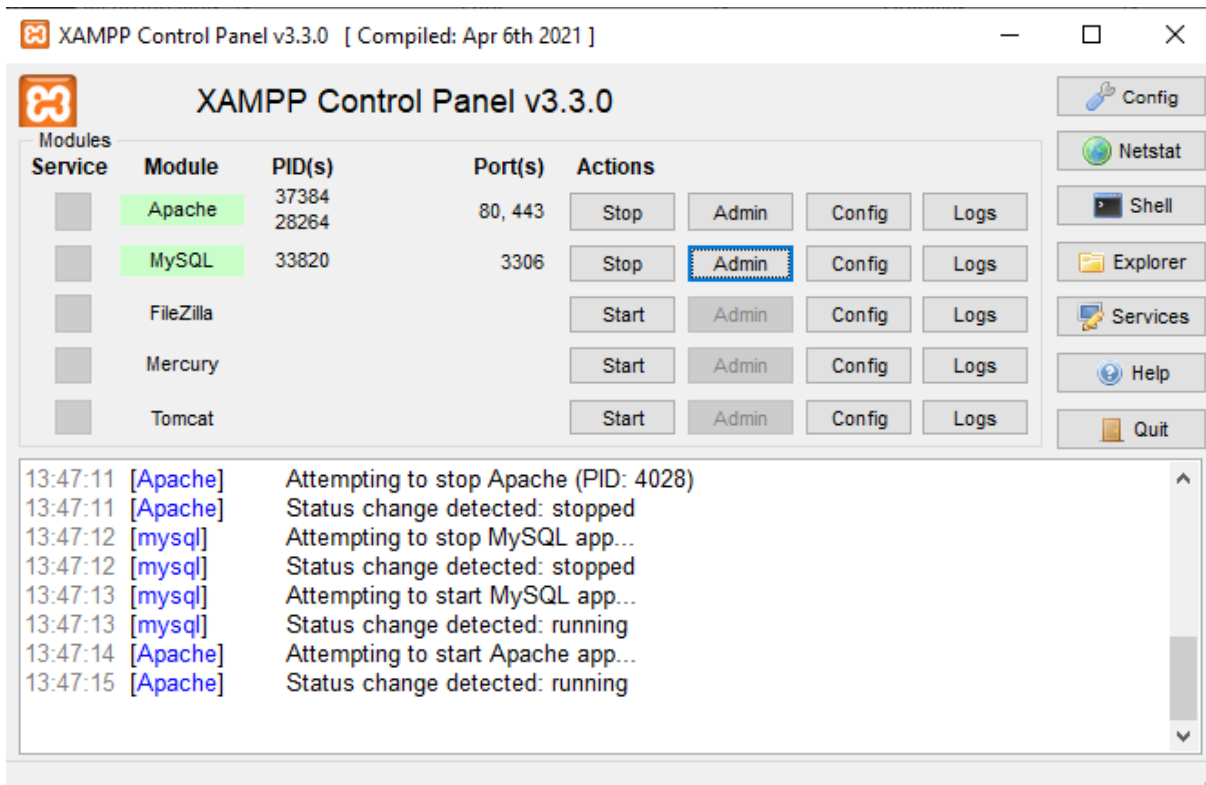 XAMPP Control Panel v3.3.0 [ Compiled: Apr 6th 2021 ]
XAMPP Control Panel v3.3.0
Config
Modules
Netstat
Service Module PID(s) Port(s) Actions
Apache 37384 28264 80, 443 Stop Admin Config Logs
Shell
MySQL 33820 3306 Stop Admin Config Logs
Explorer
FileZilla Start Admin Config Logs
Services
Mercury Start Admin Config Logs
Help
Tomcat Start Admin Config Logs
Quit
13:47:11 [Apache] Attempting to stop Apache (PID: 4028)
13:47:11 [Apache] Status change detected: stopped
13:47:12 [mysql] Attempting to stop MySQL app...
13:47:12 [mysql] Status change detected: stopped
13:47:13 [mysql] Attempting to start MySQL app...
13:47:13 [mysql] Status change detected: running
13:47:14 [Apache] Attempting to start Apache app...
13:47:15 [Apache] Status change detected: running